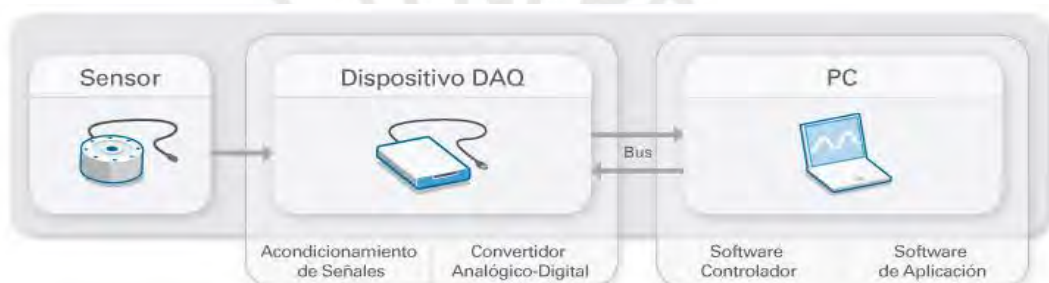 Sensor
Dispositivo DAQ
PC
Bus
Acondicionamiento
de Señales
Convertidor
Analógico-Digital
Software
Controlador
Software
de Aplicación